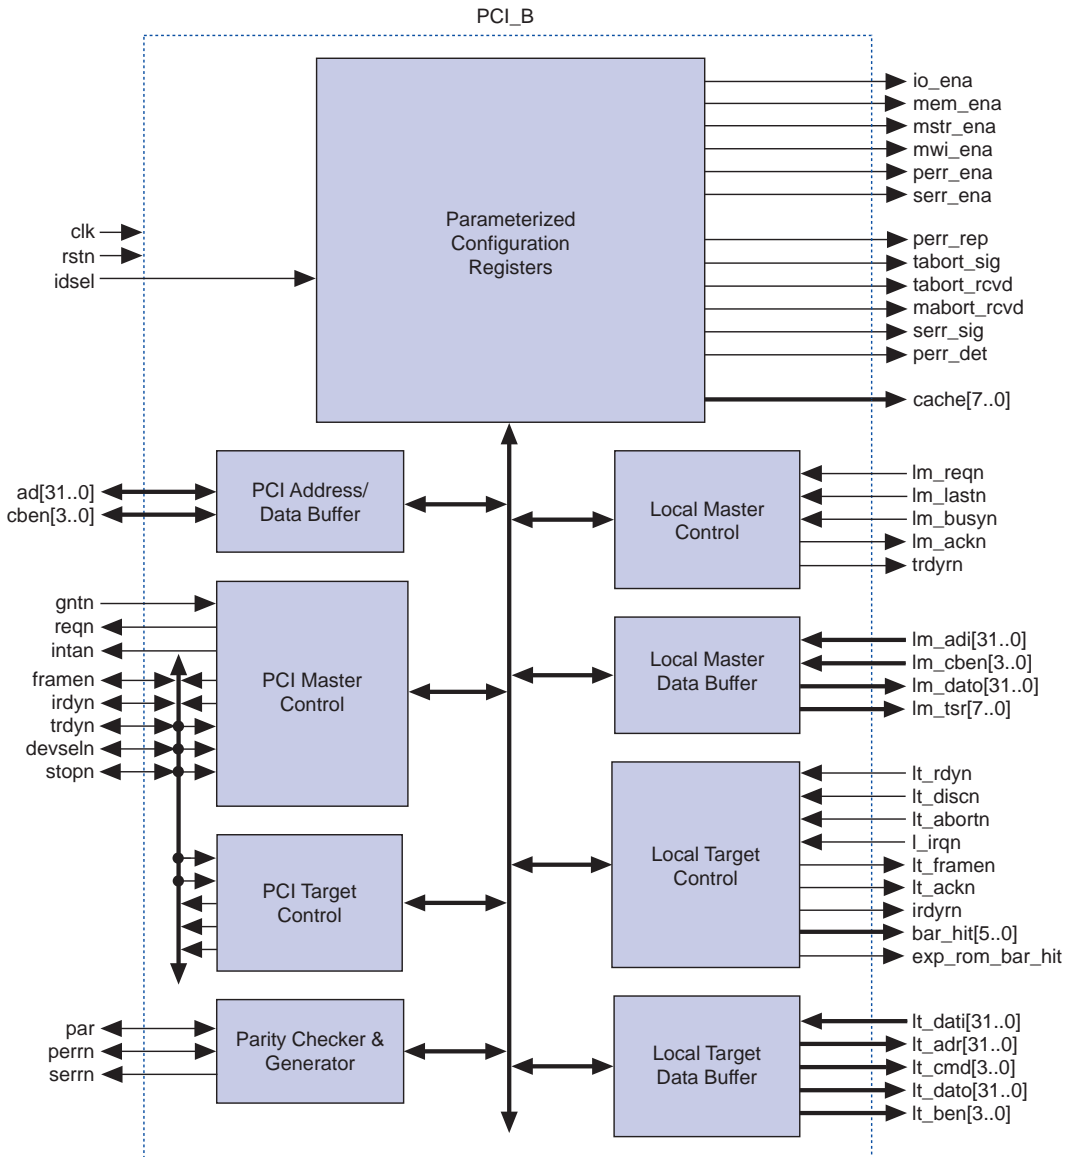 PCI_B
clk
rstn
idsel
Parameterized
Configuration
Registers
io_ena
mem_ena
mstr_ena
mwi_ena
perr_ena
serr_ena
perr_rep
tabort_sig
tabort_rcvd
mabort_rcvd
serr_sig
perr_det
cache[7..0]
ad[31..0]
cben[3..0]
PCI Address/
Data Buffer
Local Master
Control
lm_reqn
lm_lastn
lm_busyn
lm_ackn
trdyrn
gntn
reqn
intan
framen
irdyn
trdyn
devseln
stopn
PCI Master
Control
Local Master
Data Buffer
lm_adi[31..0]
lm_cben[3..0]
lm_dato[31..0]
lm_tsr[7..0]
PCI Target
Control
Local Target
Control
lt_rdyn
lt_discn
lt_abortn
l_irqn
lt_framen
lt_ackn
irdyrn
bar_hit[5..0]
exp_rom_bar_hit
par
perrn
serrn
Parity Checker &
Generator
Local Target
Data Buffer
lt_dati[31..0]
lt_adr[31..0]
lt_cmd[3..0]
lt_dato[31..0]
lt_ben[3..0]